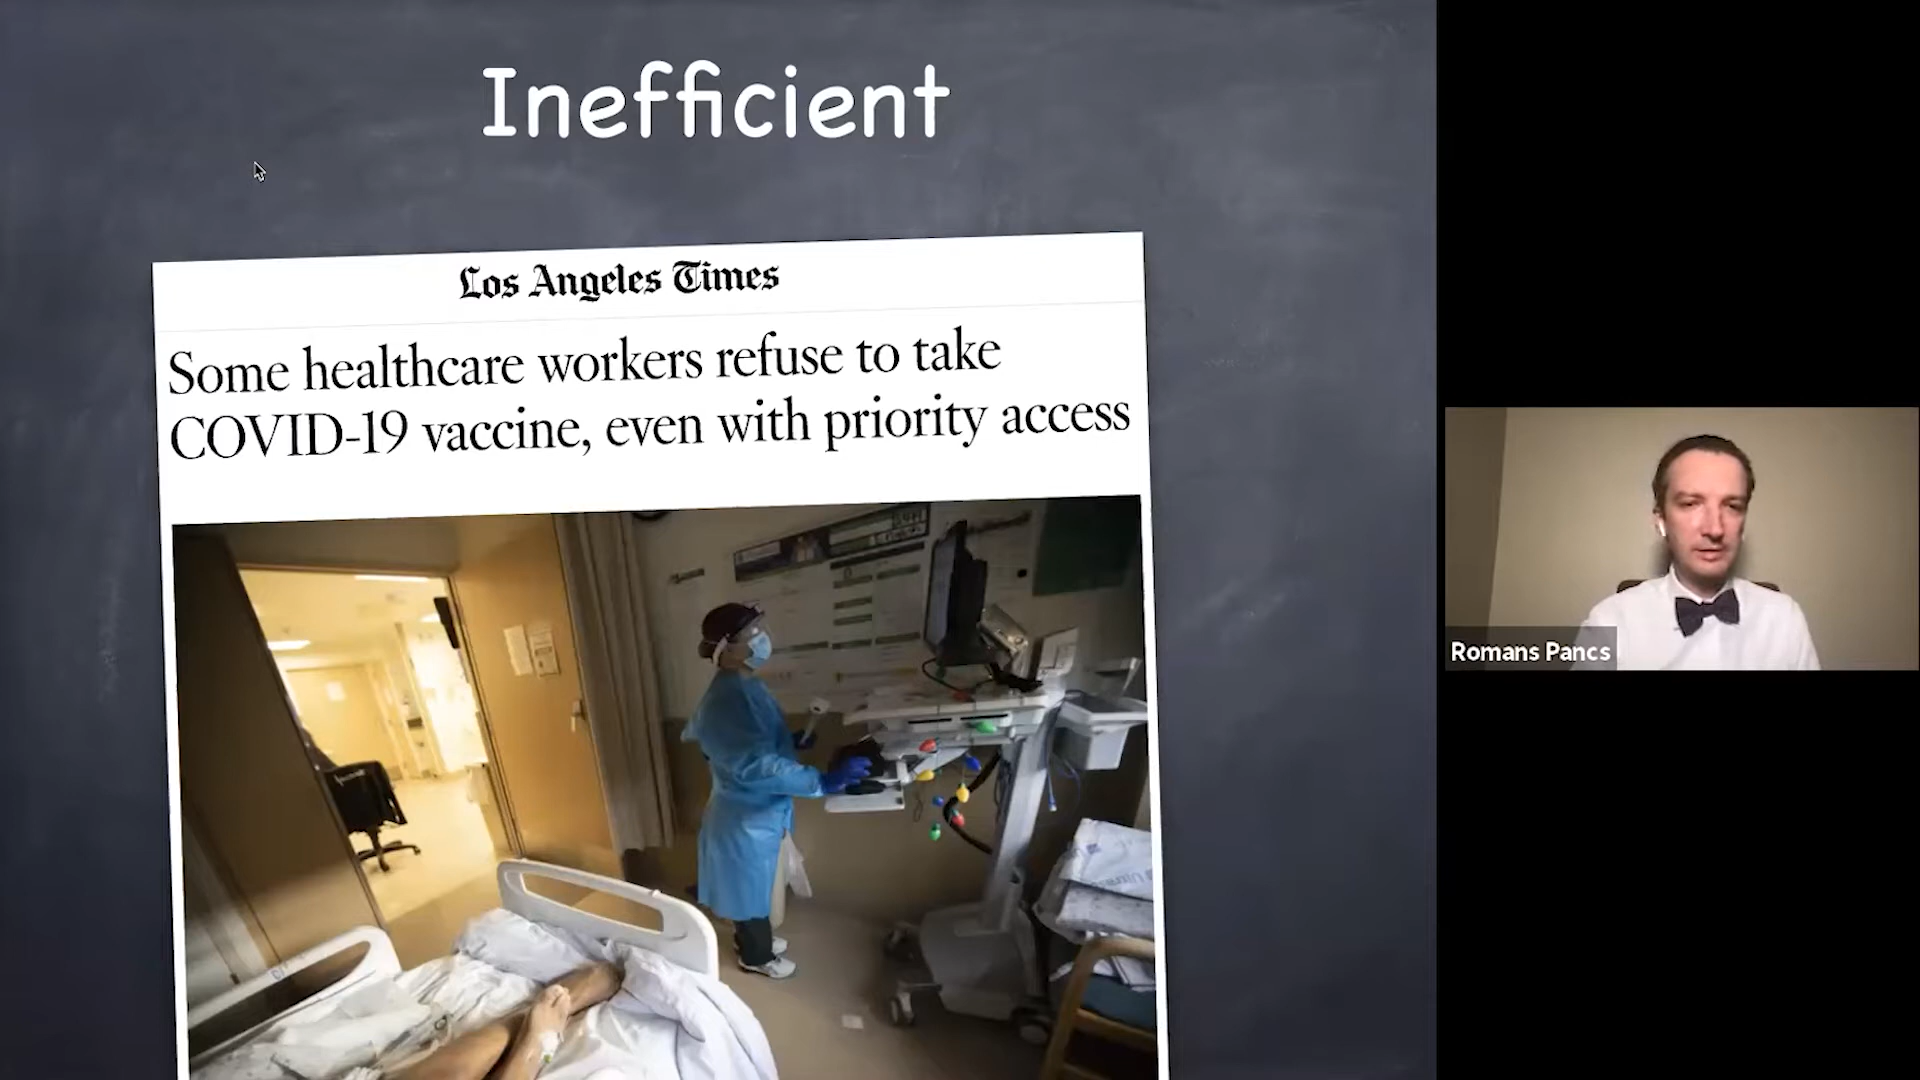 Inefficient
Los Angeles Times
Some healthcare workers refuse to take
COVID-19 vaccine, even with priority access
Romans Pancs